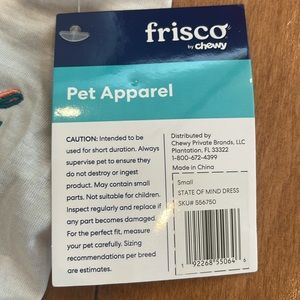 frisco
by chewy
Pet Apparel
CAUTION: Intended to be
used for short duration. Always
supervise pet to ensure they
do not destroy or ingest
product. May contain small
parts. Not suitable for children.
Inspect regularly and replace if
any part becomes damaged.
For the perfect fit, measure
your pet carefully. Sizing
recommendations per breed
are estimates.
Distributed by
Chewy Private Brands, LLC
Plantation, FL 33322
1-800-672-4399
Made in China
Small
STATE OF MIND DRESS
SKU# 556750
1 92268 55064 6